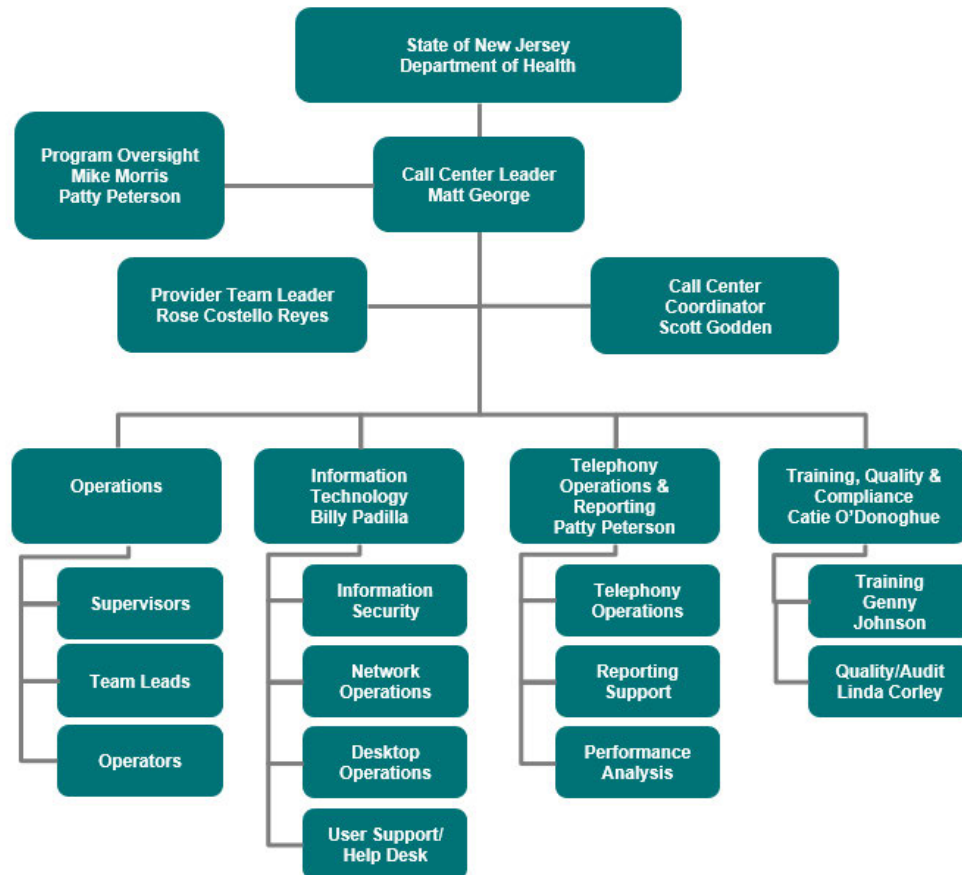 State of New Jersey
Department of Health
Program Oversight
Mike Morris
Patty Peterson
Call Center Leader
Matt George
Provider Team Leader
Rose Costello Reyes
Call Center
Coordinator
Scott Godden
Operations
Information
Technology
Billy Padilla
Telephony
Operations &
Reporting
Patty Peterson
Training, Quality &
Compliance
Catie O'Donoghue
Supervisors
Team Leads
Operators
Information
Security
Network
Operations
Desktop
Operations
User Support/
Help Desk
Telephony
Operations
Reporting
Support
Performance
Analysis
Training
Genny
Johnson
Quality/Audit
Linda Corley